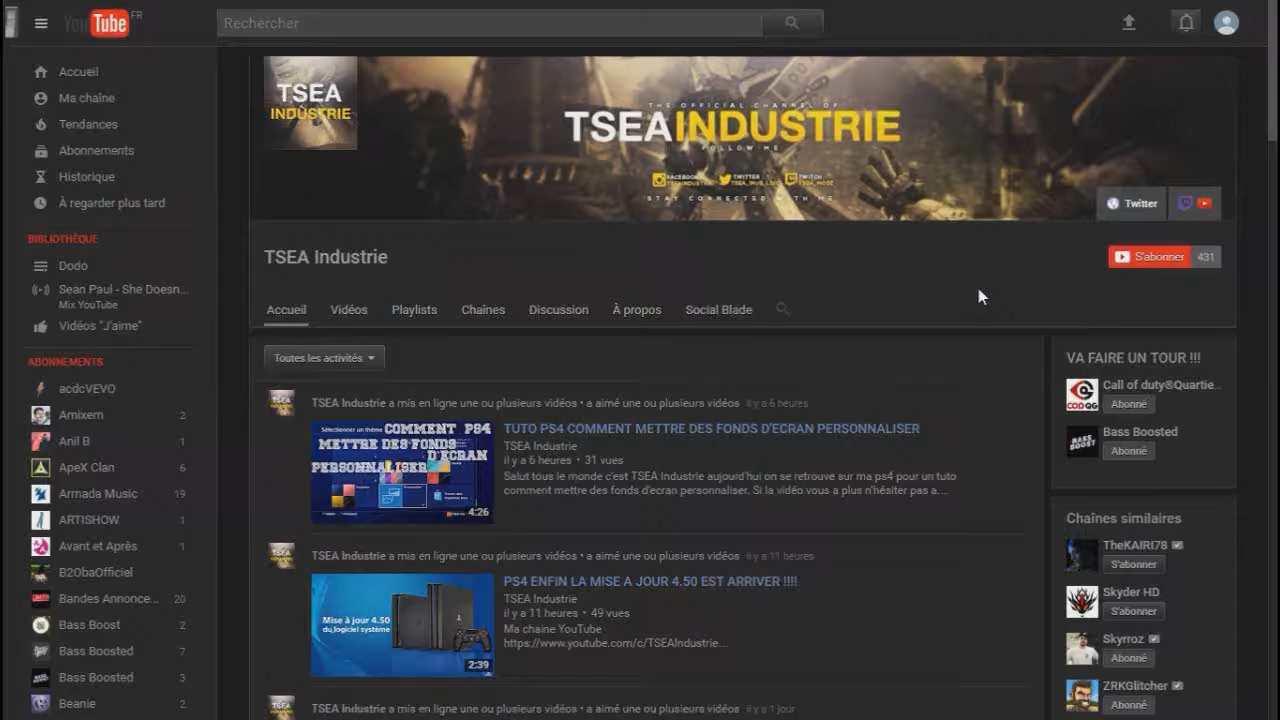 YouTube FR
Rechercher
Accueil
Ma chaîne
Tendances
Abonnements
Historique
À regarder plus tard
BIBLIOTHÈQUE
Dodo
Sean Paul - She Doesn...
Mix YouTube
Vidéos "J'aime"
ABONNEMENTS
acdcVEVO
Amixem 2
Anil B 1
ApeX Clan 6
Armada Music 19
ARTISHOW 1
Avant et Après 1
B2ObaOfficiel
Bandes Annonce... 20
Bass Boost 2
Bass Boosted 7
Bass Boosted 3
Beanie 2
TSEA
INDUSTRIE
THE OFFICIAL CHANNEL OF
TSEAINDUSTRIE
FOLLOW ME
FACEBOOK
TWITTER
TWITCH
STAY CONNECTED WITH ME
Twitter
TSEA Industrie
S'abonner 431
Accueil Vidéos Playlists Chaînes Discussion À propos Social Blade
Toutes les activités
TSEA Industrie a mis en ligne une ou plusieurs vidéos • a aimé une ou plusieurs vidéos il y a 6 heures
Sélectionner un thème
COMMENT PS4
METTRE DES FONDS
D'ECRAN
PERSONNALISER
4:26
TUTO PS4 COMMENT METTRE DES FONDS D'ECRAN PERSONNALISER
TSEA Industrie
il y a 6 heures • 31 vues
Salut tous le monde c'est TSEA Industrie aujourd'hui on se retrouve sur ma ps4 pour un tuto
comment mettre des fonds d'ecran personnaliser. Si la vidéo vous a plus n'hésiter pas a...
TSEA Industrie a mis en ligne une ou plusieurs vidéos • a aimé une ou plusieurs vidéos il y a 11 heures
Mise à jour 4.50
du logiciel système
2:39
PS4 ENFIN LA MISE A JOUR 4.50 EST ARRIVER !!!!
TSEA Industrie
il y a 11 heures • 49 vues
Ma chaine YouTube
https://www.youtube.com/c/TSEAIndustrie...
TSEA Industrie a mis en ligne une ou plusieurs vidéos • a aimé une ou plusieurs vidéos il y a 1 jour
VA FAIRE UN TOUR !!!
Call of duty®Quartie...
Abonné
Bass Boosted
Abonné
Chaînes similaires
TheKAIRI78
S'abonner
Skyder HD
S'abonner
Skyrroz
Abonné
ZRKGlitcher
Abonné